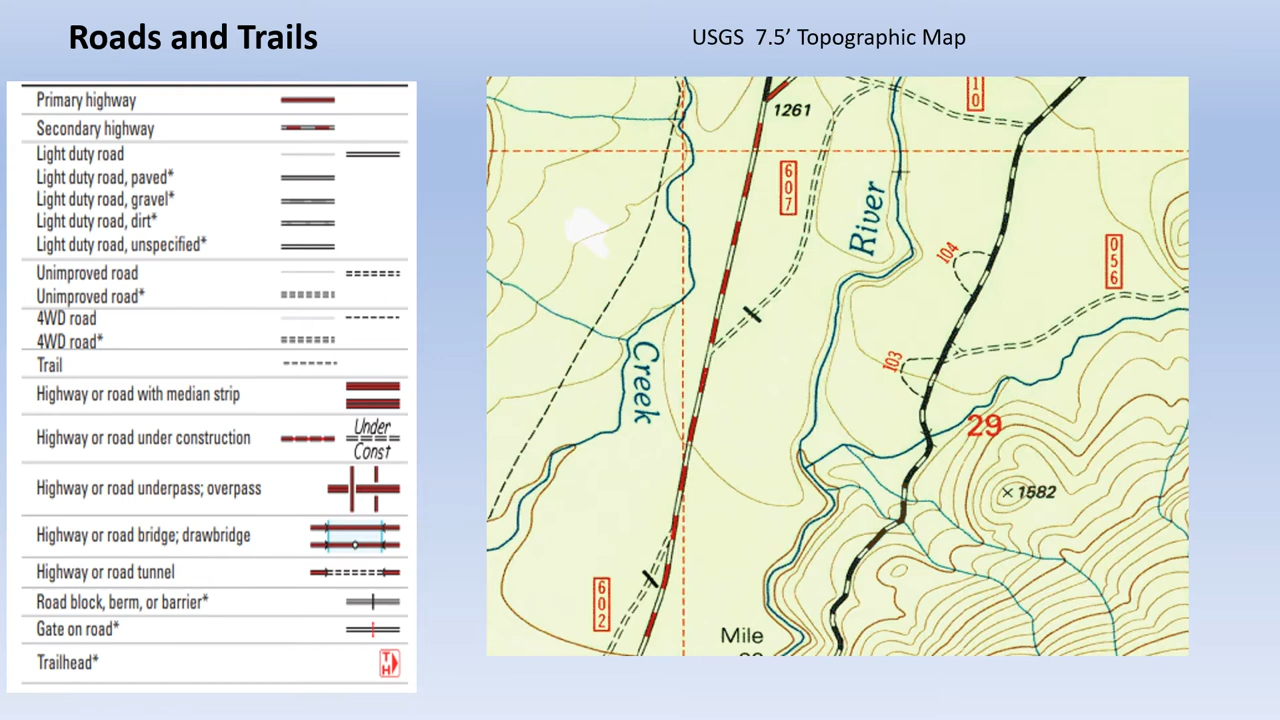 Roads and Trails
USGS 7.5’ Topographic Map
Primary highway
Secondary highway
Light duty road
Light duty road, paved*
Light duty road, gravel*
Light duty road, dirt*
Light duty road, unspecified*
Unimproved road
Unimproved road*
4WD road
4WD road*
Trail
Highway or road with median strip
Highway or road under construction
Under
Const
Highway or road underpass; overpass
Highway or road bridge; drawbridge
Highway or road tunnel
Road block, berm, or barrier*
Gate on road*
Trailhead*
T
H
1261
10
607
River
104
056
Creek
103
29
×1582
602
Mile